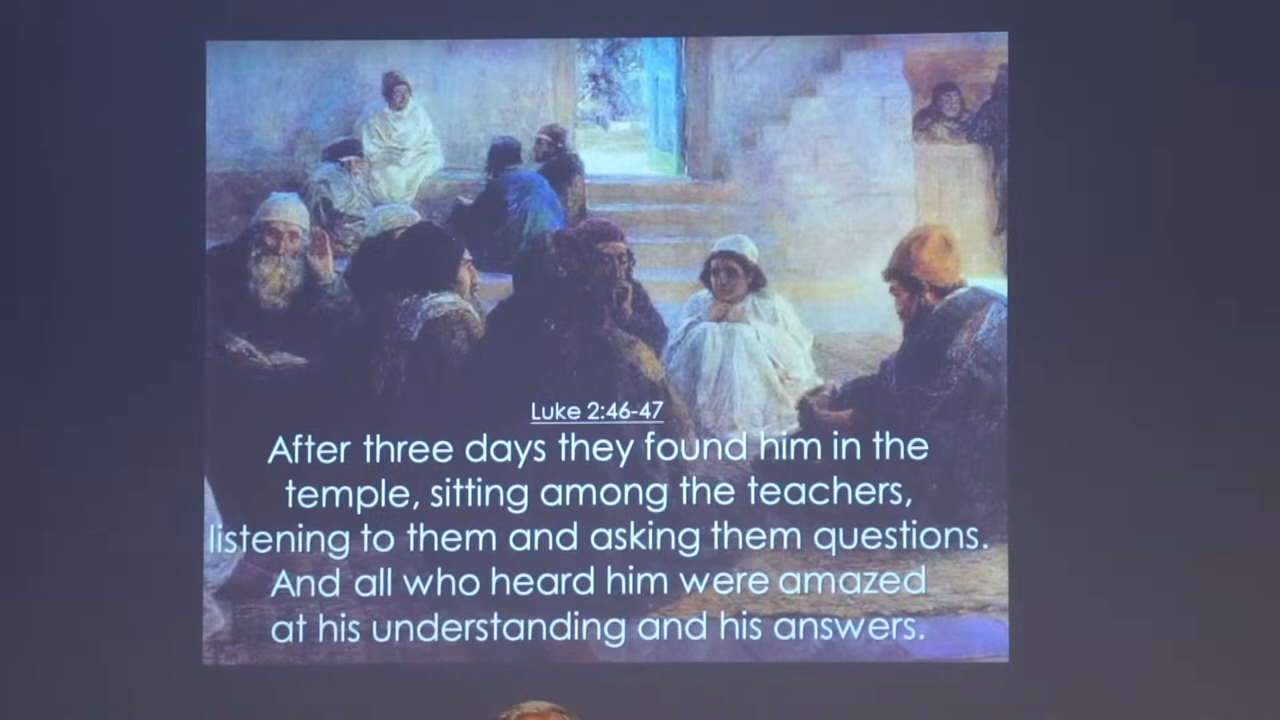 Luke 2:46-47
After three days they found him in the
temple, sitting among the teachers,
listening to them and asking them questions.
And all who heard him were amazed
at his understanding and his answers.